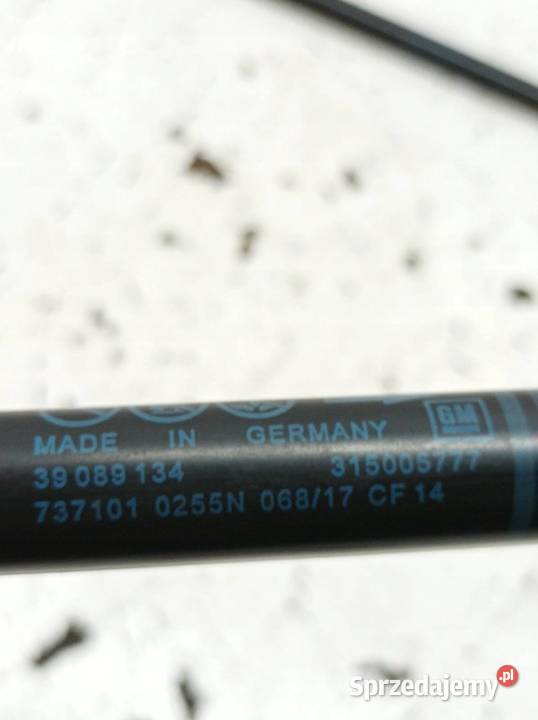 GM
MADE IN GERMANY
39 089 134 315005777
737101 0255N 068/17 CF 14
Sprzedajemy.pl